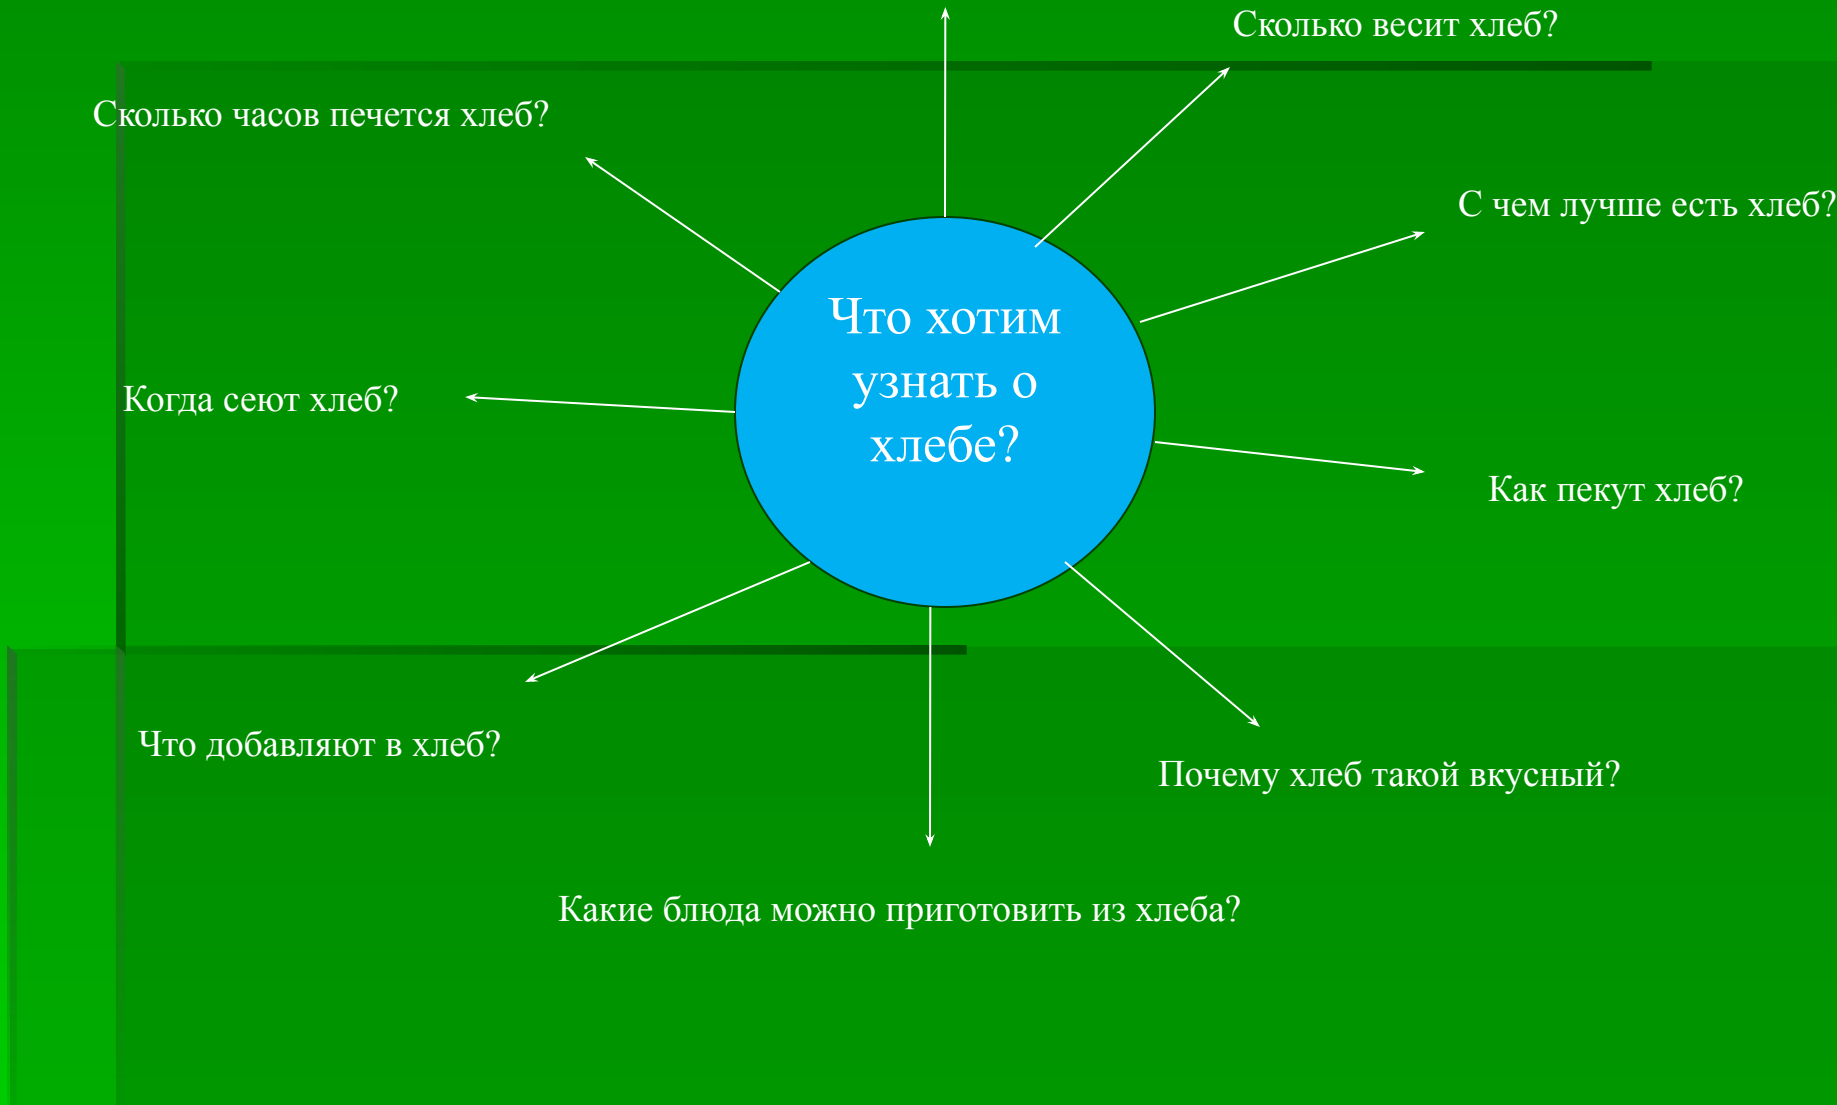 Сколько весит хлеб?
Сколько часов печется хлеб?
С чем лучше есть хлеб?
Что хотим
узнать о
хлебе?
Когда сеют хлеб?
Как пекут хлеб?
Что добавляют в хлеб?
Почему хлеб такой вкусный?
Какие блюда можно приготовить из хлеба?